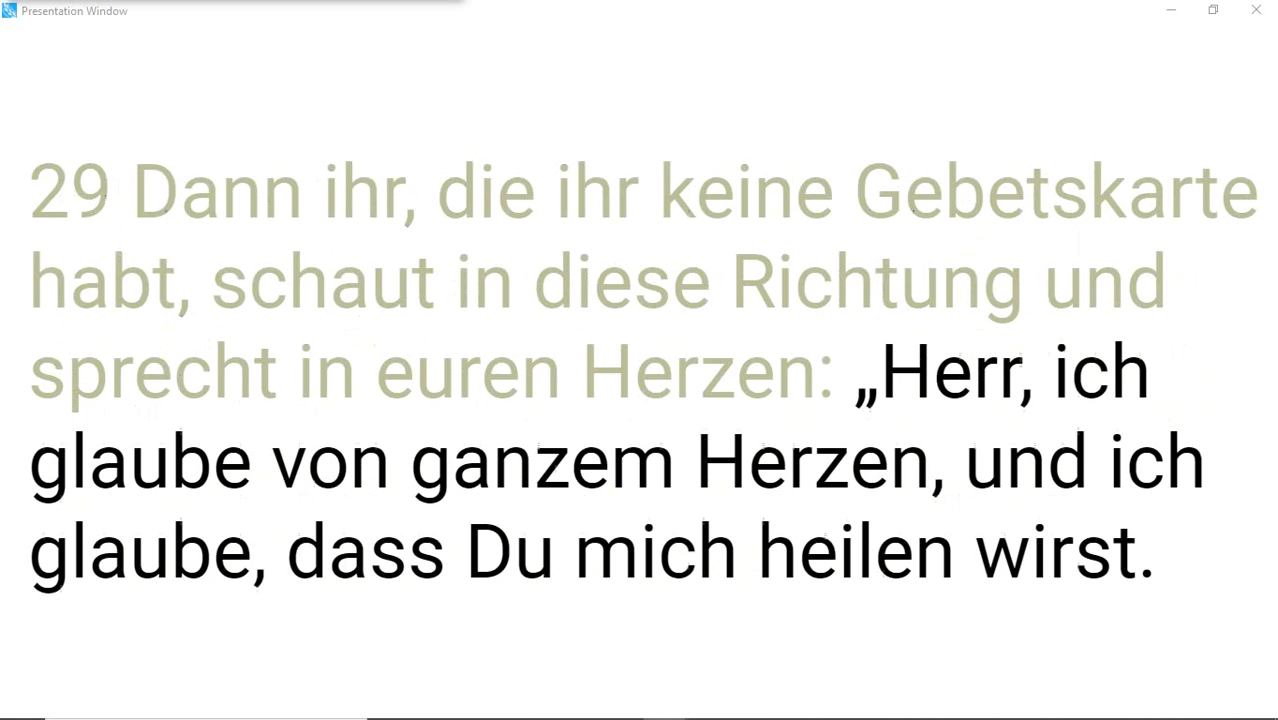 Presentation Window
29 Dann ihr, die ihr keine Gebetskarte
habt, schaut in diese Richtung und
sprecht in euren Herzen: „Herr, ich
glaube von ganzem Herzen, und ich
glaube, dass Du mich heilen wirst.